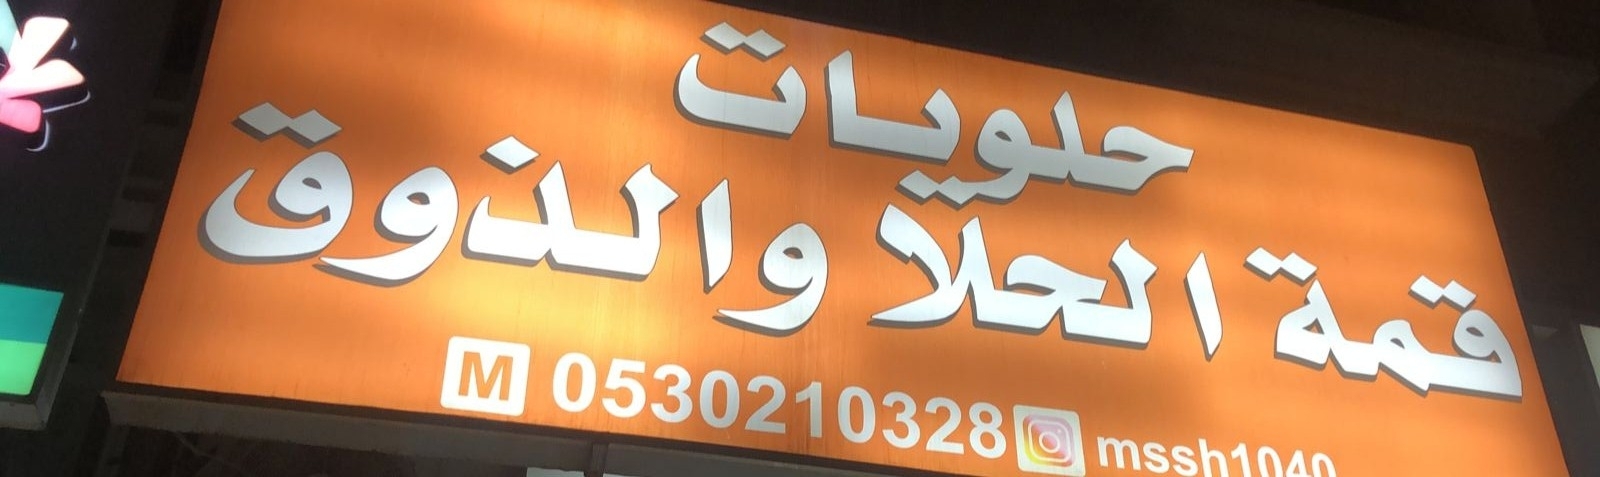 حلويات
قمة الحلا والذوق
M 0530210328 mssh1040